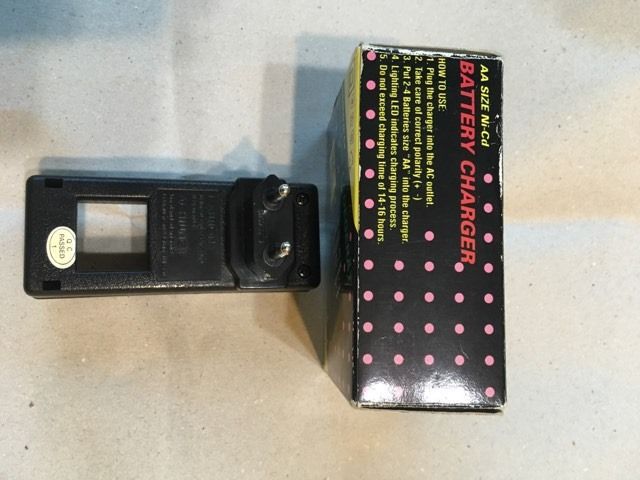 AA SIZE Ni-Cd
BATTERY CHARGER
HOW TO USE:
1. Plug the charger into the AC outlet.
2. Take care of correct polarity (+ -)
3. Put 2-4 Batteries size "AA" into the charger.
4. Lighting LED indicates charging process.
5. Do not exceed charging time of 14-16 hours.
Q.C.
PASSED
1